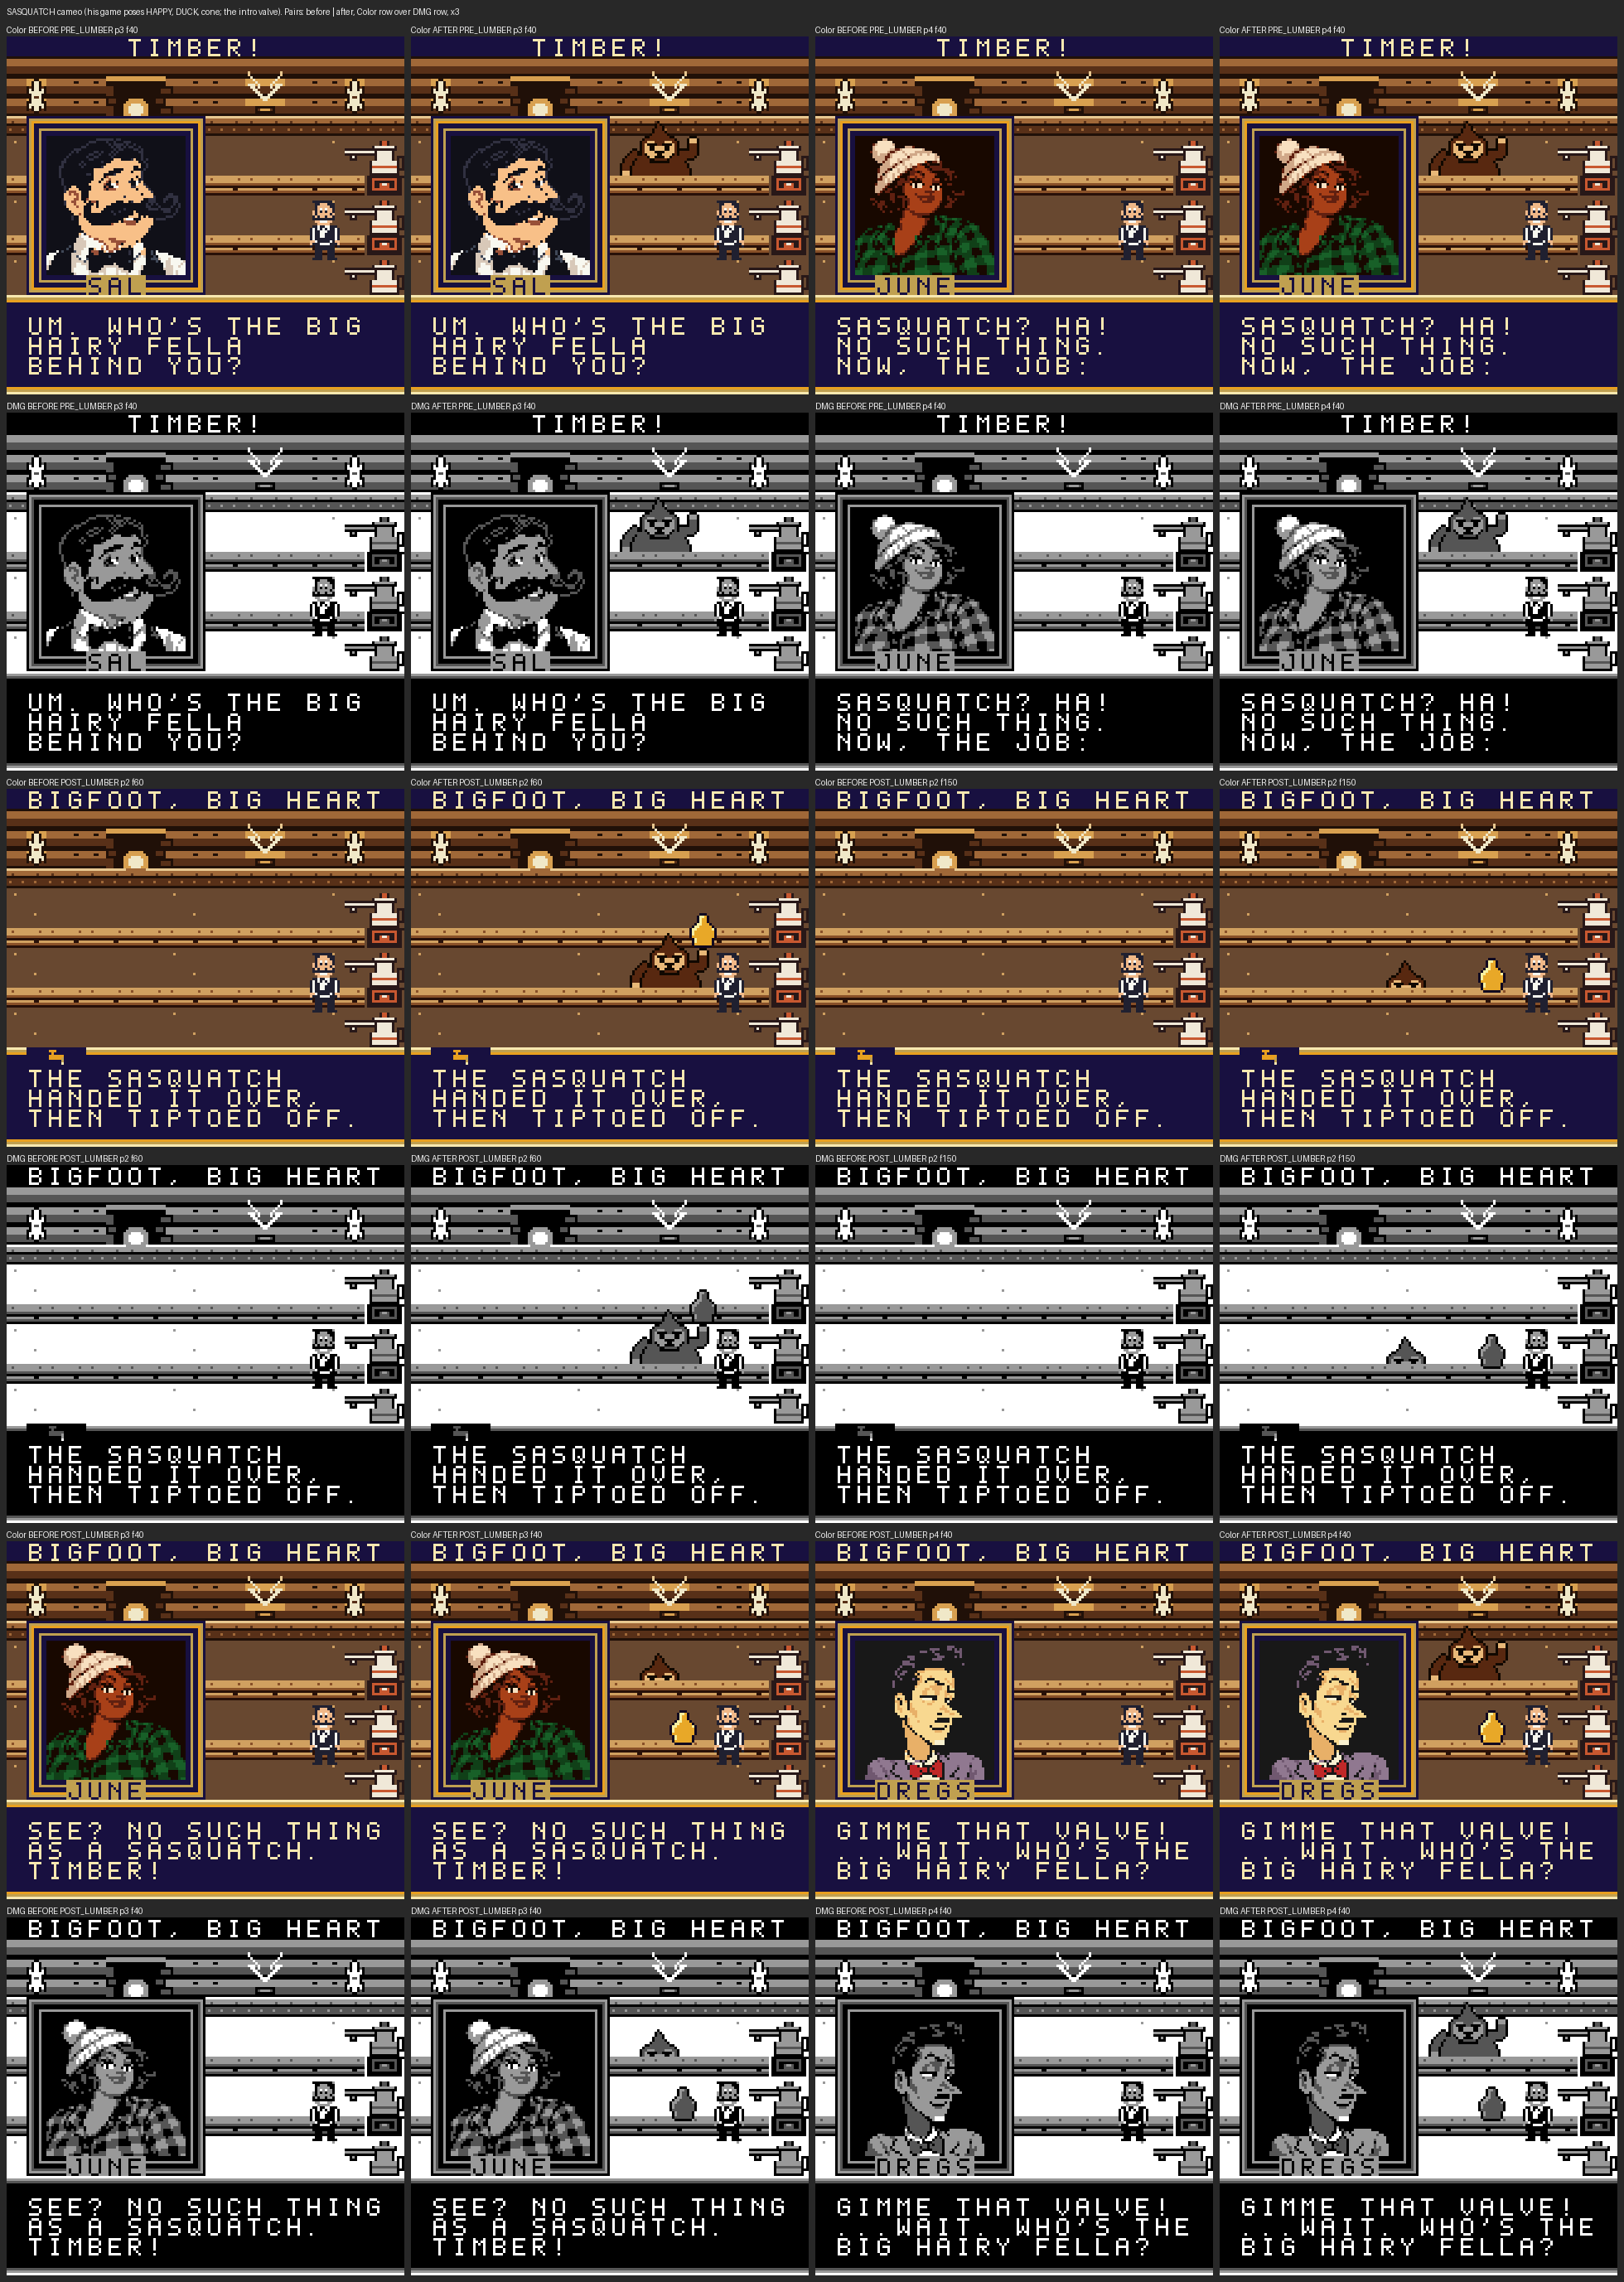 SASQUATCH cameo (his game poses HAPPY, DUCK, cone; the intro valve). Pairs: before | after, Color row over DMG row, x3
Color BEFORE PRE_LUMBER p3 f40
TIMBER!
SAL
UM. WHO'S THE BIG
HAIRY FELLA
BEHIND YOU?
Color AFTER PRE_LUMBER p3 f40
TIMBER!
SAL
UM. WHO'S THE BIG
HAIRY FELLA
BEHIND YOU?
Color BEFORE PRE_LUMBER p4 f40
TIMBER!
JUNE
SASQUATCH? HA!
NO SUCH THING.
NOW, THE JOB:
Color AFTER PRE_LUMBER p4 f40
TIMBER!
JUNE
SASQUATCH? HA!
NO SUCH THING.
NOW, THE JOB:
DMG BEFORE PRE_LUMBER p3 f40
TIMBER!
SAL
UM. WHO'S THE BIG
HAIRY FELLA
BEHIND YOU?
DMG AFTER PRE_LUMBER p3 f40
TIMBER!
SAL
UM. WHO'S THE BIG
HAIRY FELLA
BEHIND YOU?
DMG BEFORE PRE_LUMBER p4 f40
TIMBER!
JUNE
SASQUATCH? HA!
NO SUCH THING.
NOW, THE JOB:
DMG AFTER PRE_LUMBER p4 f40
TIMBER!
JUNE
SASQUATCH? HA!
NO SUCH THING.
NOW, THE JOB:
Color BEFORE POST_LUMBER p2 f60
BIGFOOT, BIG HEART
THE SASQUATCH
HANDED IT OVER,
THEN TIPTOED OFF.
Color AFTER POST_LUMBER p2 f60
BIGFOOT, BIG HEART
THE SASQUATCH
HANDED IT OVER,
THEN TIPTOED OFF.
Color BEFORE POST_LUMBER p2 f150
BIGFOOT, BIG HEART
THE SASQUATCH
HANDED IT OVER,
THEN TIPTOED OFF.
Color AFTER POST_LUMBER p2 f150
BIGFOOT, BIG HEART
THE SASQUATCH
HANDED IT OVER,
THEN TIPTOED OFF.
DMG BEFORE POST_LUMBER p2 f60
BIGFOOT, BIG HEART
THE SASQUATCH
HANDED IT OVER,
THEN TIPTOED OFF.
DMG AFTER POST_LUMBER p2 f60
BIGFOOT, BIG HEART
THE SASQUATCH
HANDED IT OVER,
THEN TIPTOED OFF.
DMG BEFORE POST_LUMBER p2 f150
BIGFOOT, BIG HEART
THE SASQUATCH
HANDED IT OVER,
THEN TIPTOED OFF.
DMG AFTER POST_LUMBER p2 f150
BIGFOOT, BIG HEART
THE SASQUATCH
HANDED IT OVER,
THEN TIPTOED OFF.
Color BEFORE POST_LUMBER p3 f40
BIGFOOT, BIG HEART
JUNE
SEE? NO SUCH THING
AS A SASQUATCH.
TIMBER!
Color AFTER POST_LUMBER p3 f40
BIGFOOT, BIG HEART
JUNE
SEE? NO SUCH THING
AS A SASQUATCH.
TIMBER!
Color BEFORE POST_LUMBER p4 f40
BIGFOOT, BIG HEART
DREGS
GIMME THAT VALVE!
...WAIT. WHO'S THE
BIG HAIRY FELLA?
Color AFTER POST_LUMBER p4 f40
BIGFOOT, BIG HEART
DREGS
GIMME THAT VALVE!
...WAIT. WHO'S THE
BIG HAIRY FELLA?
DMG BEFORE POST_LUMBER p3 f40
BIGFOOT, BIG HEART
JUNE
SEE? NO SUCH THING
AS A SASQUATCH.
TIMBER!
DMG AFTER POST_LUMBER p3 f40
BIGFOOT, BIG HEART
JUNE
SEE? NO SUCH THING
AS A SASQUATCH.
TIMBER!
DMG BEFORE POST_LUMBER p4 f40
BIGFOOT, BIG HEART
DREGS
GIMME THAT VALVE!
...WAIT. WHO'S THE
BIG HAIRY FELLA?
DMG AFTER POST_LUMBER p4 f40
BIGFOOT, BIG HEART
DREGS
GIMME THAT VALVE!
...WAIT. WHO'S THE
BIG HAIRY FELLA?